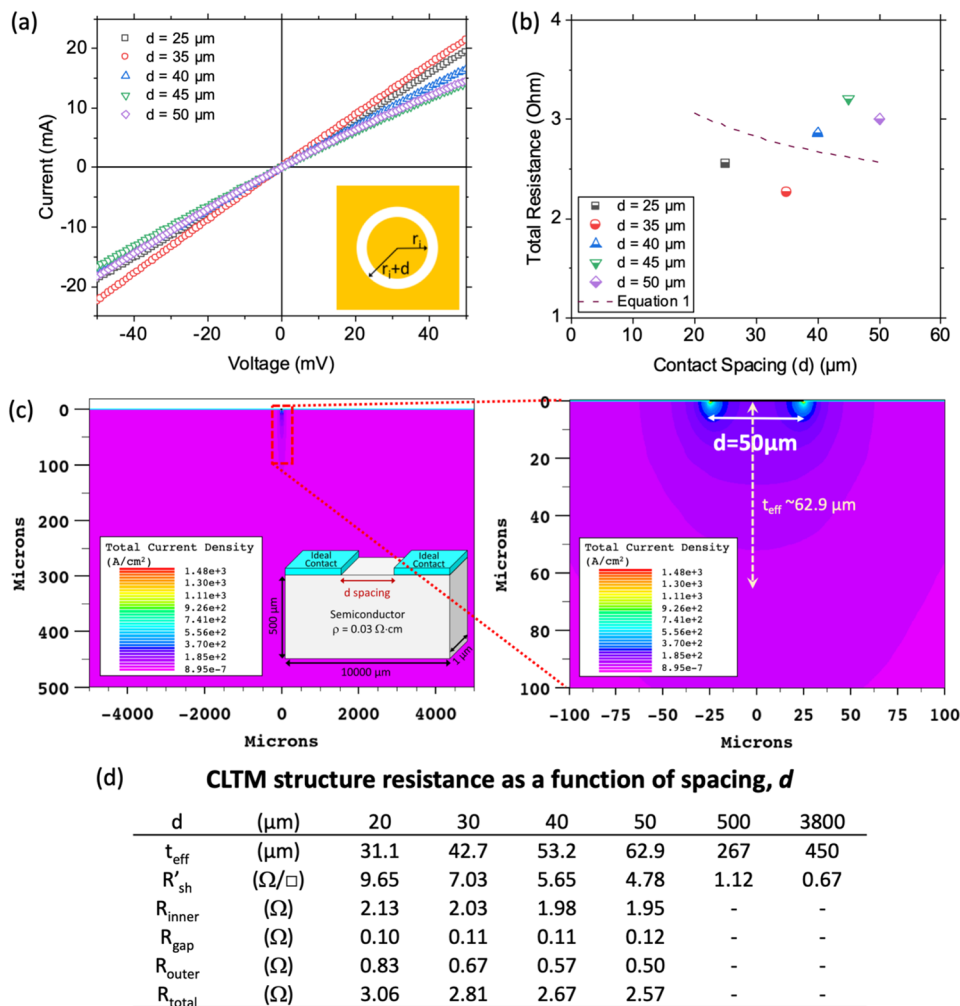 (a)
d = 25 µm
d = 35 µm
d = 40 µm
d = 45 µm
d = 50 µm
20
10
0
-10
-20
Current (mA)
-40
-20
0
20
40
Voltage (mV)
rᵢ
rᵢ+d
(b)
4
3
2
1
Total Resistance (Ohm)
d = 25 µm
d = 35 µm
d = 40 µm
d = 45 µm
d = 50 µm
Equation 1
0 10 20 30 40 50 60
Contact Spacing (d) (µm)
(c)
0
100
200
300
400
500
Microns
Total Current Density
(A/cm²)
1.48e+3
1.30e+3
1.11e+3
9.26e+2
7.41e+2
5.56e+2
3.70e+2
1.85e+2
8.95e-7
Ideal
Contact
Ideal
Contact
d spacing
Semiconductor
ρ = 0.03 Ω·cm
500 µm
10000 µm
1 µm
-4000 -2000 0 2000 4000
Microns
0
20
40
60
80
100
Microns
d=50µm
t_eff ~62.9 µm
Total Current Density
(A/cm²)
1.48e+3
1.30e+3
1.11e+3
9.26e+2
7.41e+2
5.56e+2
3.70e+2
1.85e+2
8.95e-7
-100 -75 -50 -25 0 25 50 75 100
Microns
(d) CLTM structure resistance as a function of spacing, d
d (µm) 20 30 40 50 500 3800
t_eff (µm) 31.1 42.7 53.2 62.9 267 450
R'_sh (Ω/□) 9.65 7.03 5.65 4.78 1.12 0.67
R_inner (Ω) 2.13 2.03 1.98 1.95 - -
R_gap (Ω) 0.10 0.11 0.11 0.12 - -
R_outer (Ω) 0.83 0.67 0.57 0.50 - -
R_total (Ω) 3.06 2.81 2.67 2.57 - -